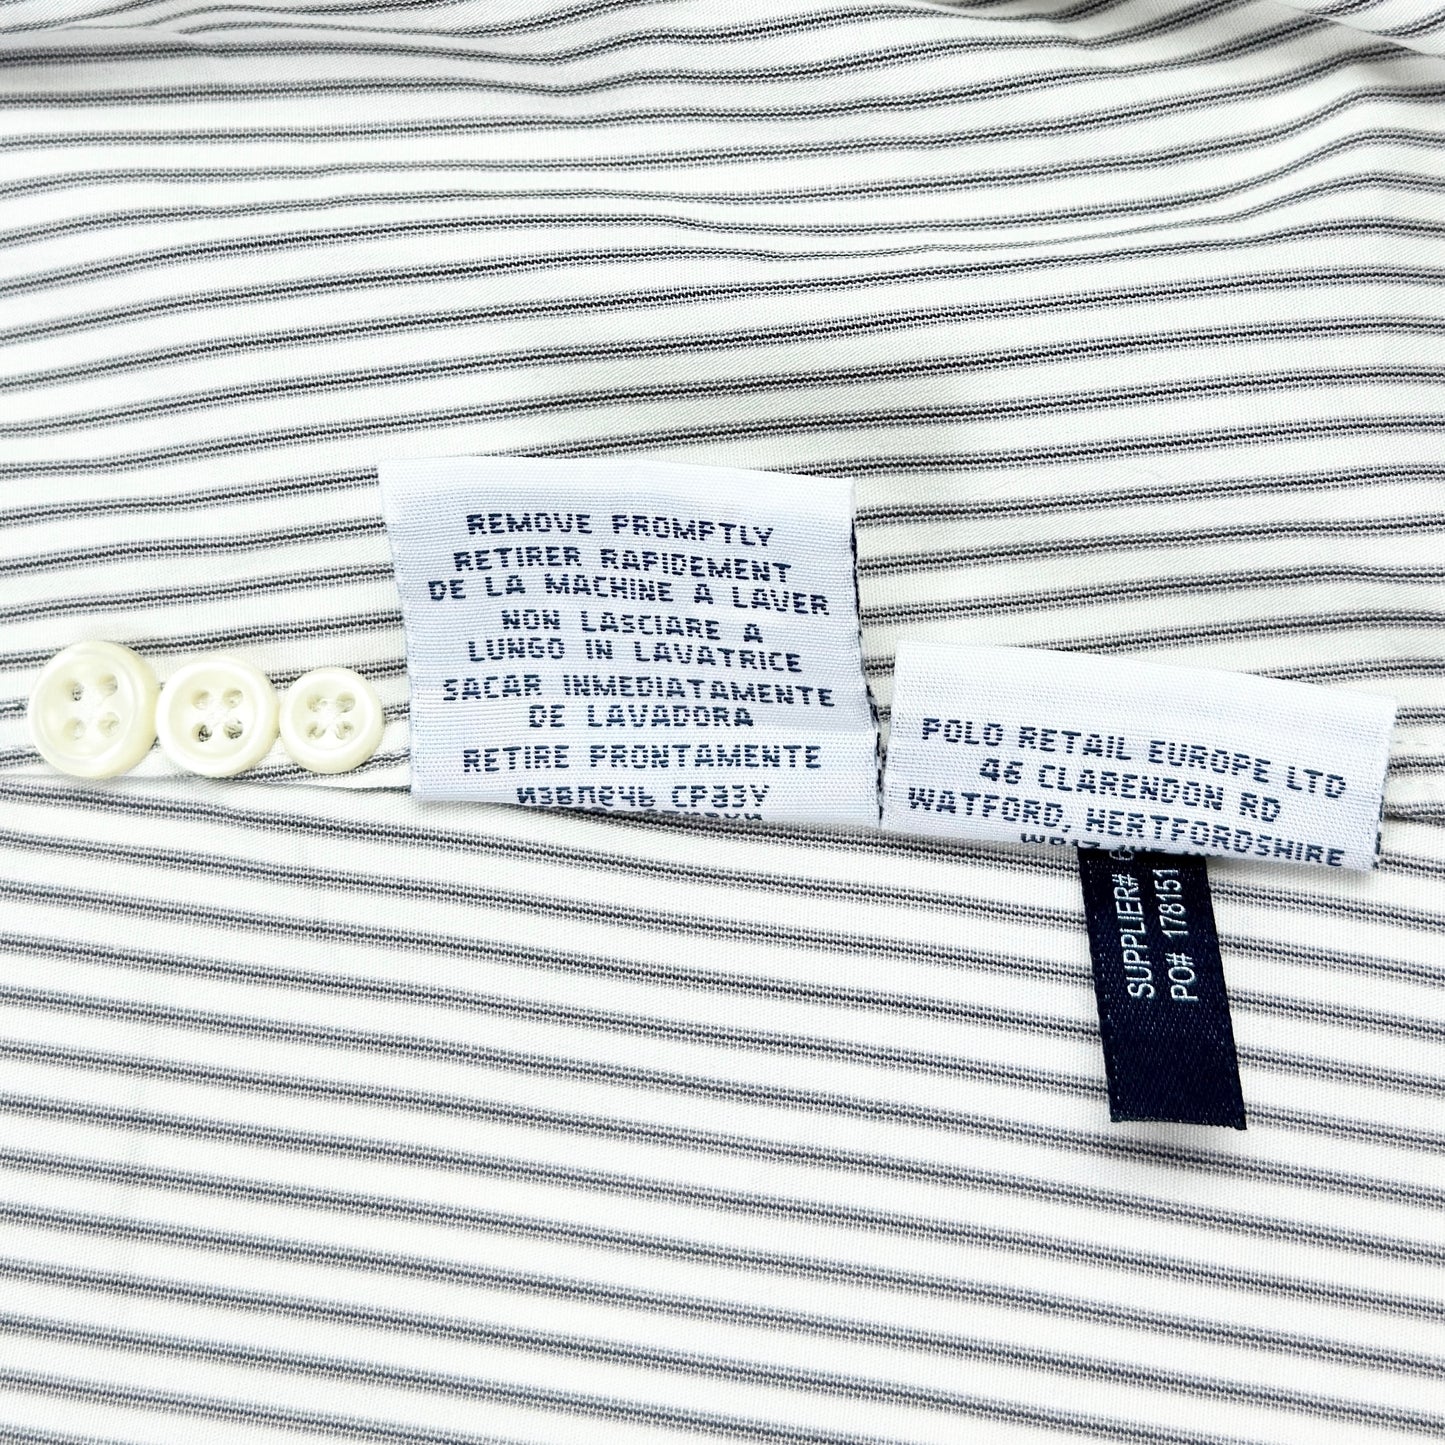 REMOVE PROMPTLY
RETIRER RAPIDEMENT
DE LA MACHINE A LAVER
NON LASCIARE A
LUNGO IN LAVATRICE
SACAR INMEDIATAMENTE
DE LAVADORA
RETIRE PRONTAMENTE
ИЗВЛЕЧЬ СРАЗУ
POLO RETAIL EUROPE LTD
46 CLARENDON RD
WATFORD, HERTFORDSHIRE
SUPPLIER#
PO# 178151